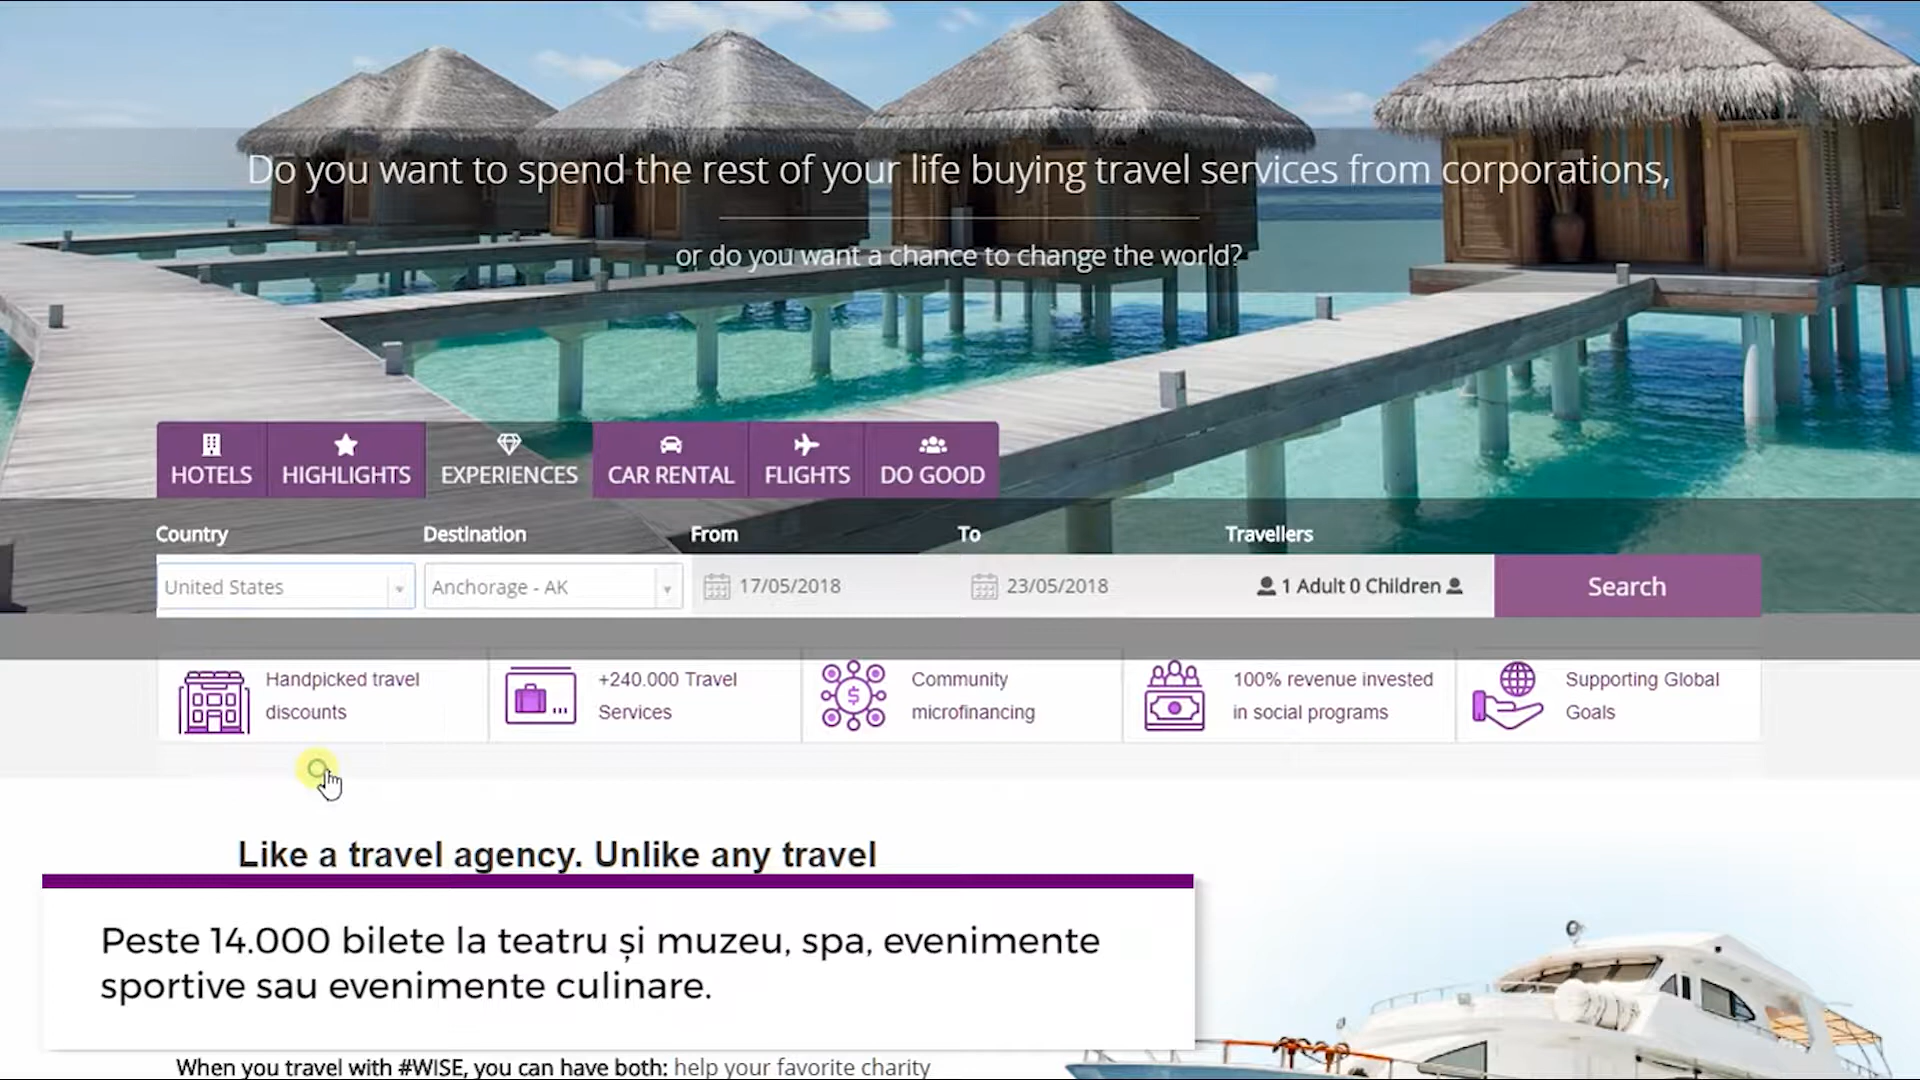 Do you want to spend the rest of your life buying travel services from corporations,
or do you want a chance to change the world?
HOTELS
HIGHLIGHTS
EXPERIENCES
CAR RENTAL
FLIGHTS
DO GOOD
Country
Destination
From
To
Travellers
United States
Anchorage - AK
17/05/2018
23/05/2018
1 Adult 0 Children
Search
Handpicked travel
discounts
+240.000 Travel
Services
Community
microfinancing
100% revenue invested
in social programs
Supporting Global
Goals
Like a travel agency. Unlike any travel
Peste 14.000 bilete la teatru și muzeu, spa, evenimente
sportive sau evenimente culinare.
When you travel with #WISE, you can have both: help your favorite charity